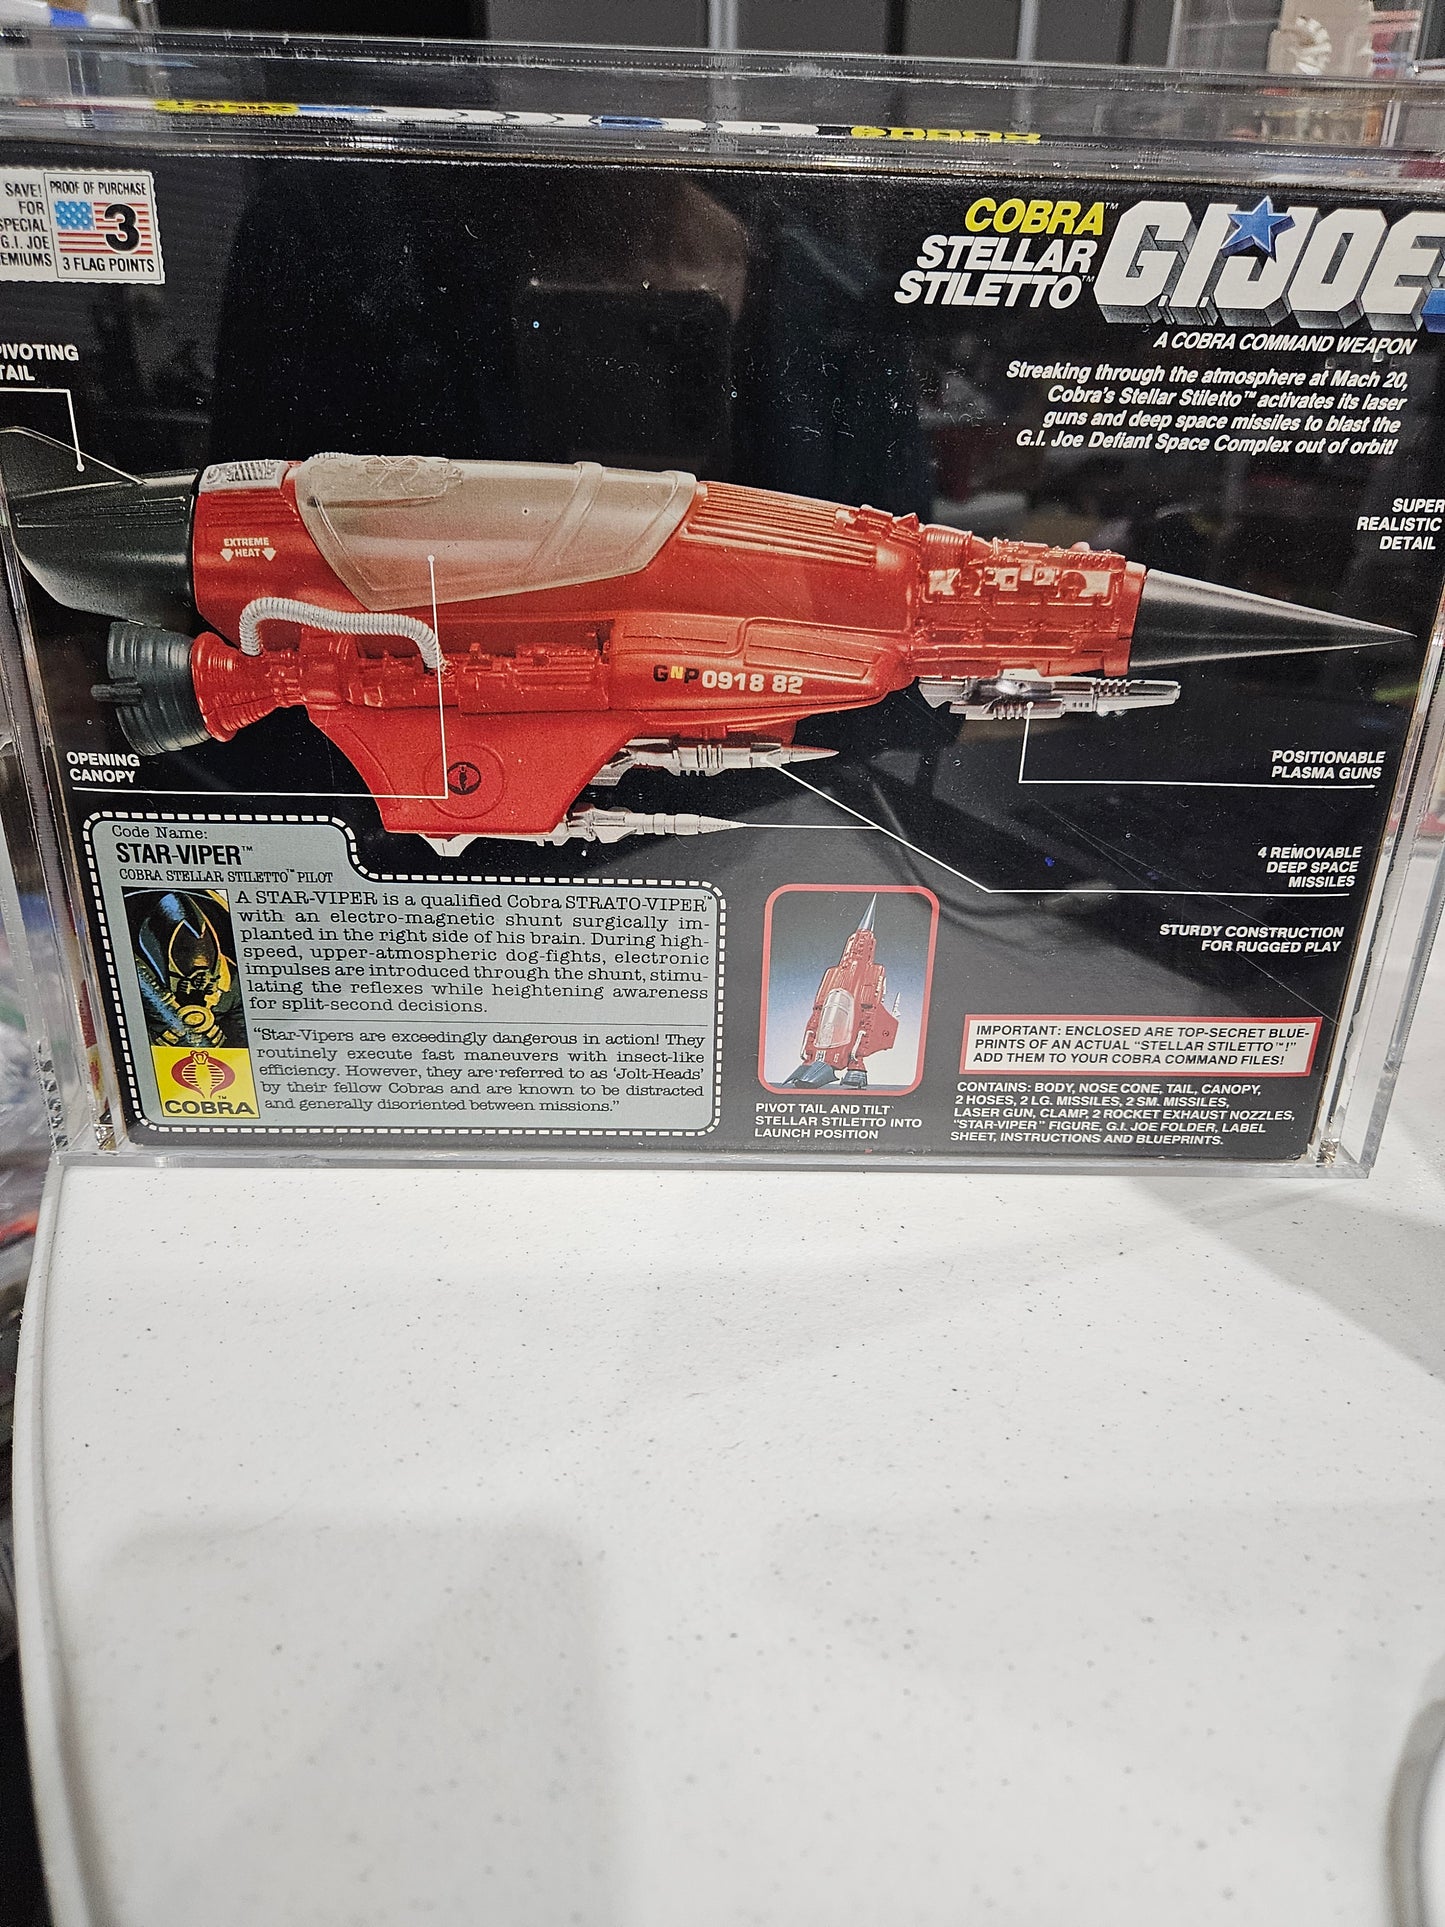 SAVE!
FOR
SPECIAL
G.I. JOE
PROOF OF PURCHASE
3
3 FLAG POINTS
COBRA™
STELLAR
STILETTO™
G.I. JOE
A COBRA COMMAND WEAPON
Streaking through the atmosphere at Mach 20,
Cobra's Stellar Stiletto™ activates its laser
guns and deep space missiles to blast the
G.I. Joe Defiant Space Complex out of orbit!
SUPER
REALISTIC
DETAIL
EXTREME
HEAT
GNP 0918 82
OPENING
CANOPY
POSITIONABLE
PLASMA GUNS
4 REMOVABLE
DEEP SPACE
MISSILES
STURDY CONSTRUCTION
FOR RUGGED PLAY
Code Name:
STAR-VIPER™
COBRA STELLAR STILETTO™ PILOT
A STAR-VIPER is a qualified Cobra STRATO-VIPER™
with an electro-magnetic shunt surgically im-
planted in the right side of his brain. During high-
speed, upper-atmospheric dog-fights, electronic
impulses are introduced through the shunt, stimu-
lating the reflexes while heightening awareness
for split-second decisions.
"Star-Vipers are exceedingly dangerous in action! They
routinely execute fast maneuvers with insect-like
efficiency. However, they are referred to as 'Jolt-Heads'
by their fellow Cobras and are known to be distracted
and generally disoriented between missions."
COBRA™
PIVOT TAIL AND TILT
STELLAR STILETTO INTO
LAUNCH POSITION
IMPORTANT: ENCLOSED ARE TOP-SECRET BLUE-
PRINTS OF AN ACTUAL "STELLAR STILETTO™!"
ADD THEM TO YOUR COBRA COMMAND FILES!
CONTAINS: BODY, NOSE CONE, TAIL, CANOPY,
2 HOSES, 2 LG. MISSILES, 2 SM. MISSILES,
LASER GUN, CLAMP, 2 ROCKET EXHAUST NOZZLES,
"STAR-VIPER" FIGURE, G.I. JOE FOLDER, LABEL
SHEET, INSTRUCTIONS AND BLUEPRINTS.